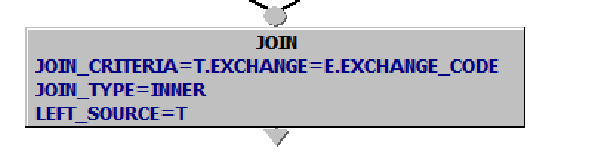 JOIN
JOIN_CRITERIA=T.EXCHANGE=E.EXCHANGE_CODE
JOIN_TYPE=INNER
LEFT_SOURCE=T